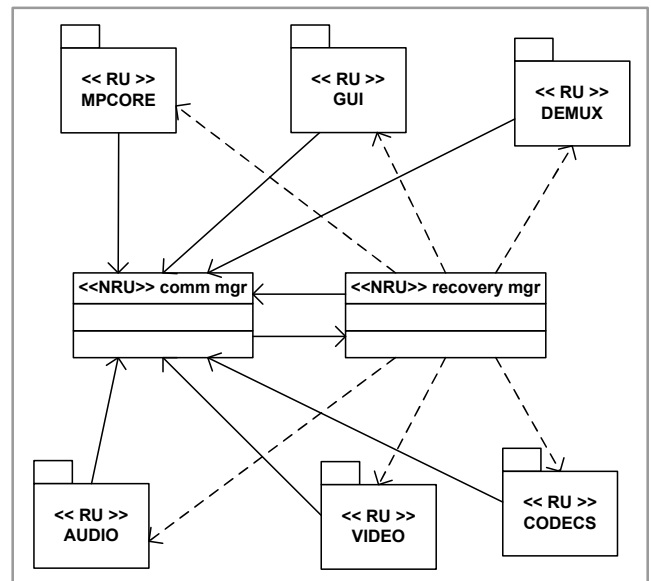 << RU >>
MPCORE
<< RU >>
GUI
<< RU >>
DEMUX
<<NRU>> comm mgr
<<NRU>> recovery mgr
<< RU >>
AUDIO
<< RU >>
VIDEO
<< RU >>
CODECS